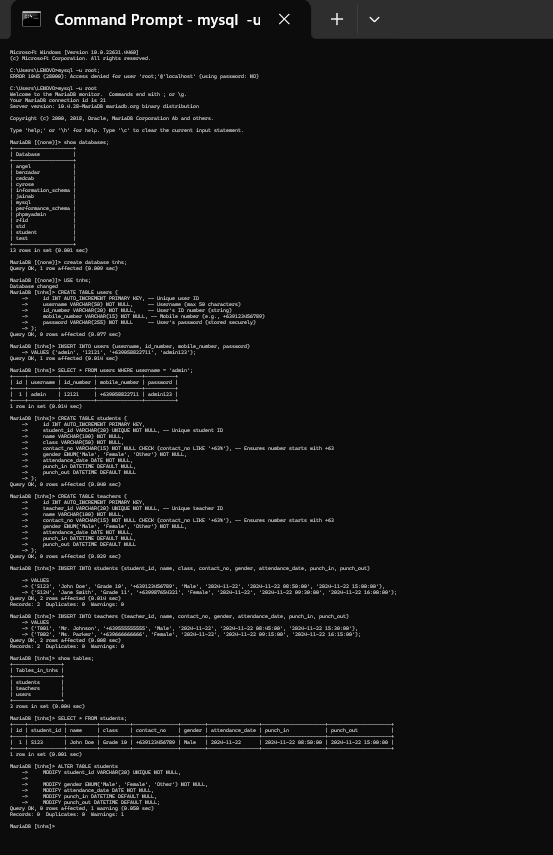 Command Prompt - mysql -u
Microsoft Windows [Version 10.0.22631.4460]
(c) Microsoft Corporation. All rights reserved.
C:\Users\LENOVO>mysql -u root;
ERROR 1045 (28000): Access denied for user 'root;'@'localhost' (using password: NO)
C:\Users\LENOVO>mysql -u root
Welcome to the MariaDB monitor.  Commands end with ; or \g.
Your MariaDB connection id is 21
Server version: 10.4.28-MariaDB mariadb.org binary distribution
Copyright (c) 2000, 2018, Oracle, MariaDB Corporation Ab and others.
Type 'help;' or '\h' for help. Type '\c' to clear the current input statement.
MariaDB [(none)]> show databases;
| Database |
| angel |
| benzadab |
| cedcab |
| cyrose |
| information_schema |
| jainab |
| mysql |
| performance_schema |
| phpmyadmin |
| rfid |
| std |
| student |
| test |
13 rows in set (0.001 sec)
MariaDB [(none)]> create database tnhs;
Query OK, 1 row affected (0.009 sec)
MariaDB [(none)]> USE tnhs;
Database changed
MariaDB [tnhs]> CREATE TABLE users (
-> id INT AUTO_INCREMENT PRIMARY KEY, -- Unique user ID
-> username VARCHAR(50) NOT NULL, -- Username (max 50 characters)
-> id_number VARCHAR(20) NOT NULL, -- User's ID number (string)
-> mobile_number VARCHAR(15) NOT NULL, -- Mobile number (e.g., +639123456789)
-> password VARCHAR(255) NOT NULL -- User's password (stored securely)
-> );
Query OK, 0 rows affected (0.077 sec)
MariaDB [tnhs]> INSERT INTO users (username, id_number, mobile_number, password)
-> VALUES ('admin', '12121', '+639058822711', 'admin123');
Query OK, 1 row affected (0.014 sec)
MariaDB [tnhs]> SELECT * FROM users WHERE username = 'admin';
| id | username | id_number | mobile_number | password |
| 1 | admin | 12121 | +639058822711 | admin123 |
1 row in set (0.014 sec)
MariaDB [tnhs]> CREATE TABLE students (
-> id INT AUTO_INCREMENT PRIMARY KEY,
-> student_id VARCHAR(20) UNIQUE NOT NULL, -- Unique student ID
-> name VARCHAR(100) NOT NULL,
-> class VARCHAR(50) NOT NULL,
-> contact_no VARCHAR(15) NOT NULL CHECK (contact_no LIKE '+63%'), -- Ensures number starts with +63
-> gender ENUM('Male', 'Female', 'Other') NOT NULL,
-> attendance_date DATE NOT NULL,
-> punch_in DATETIME DEFAULT NULL,
-> punch_out DATETIME DEFAULT NULL
-> );
Query OK, 0 rows affected (0.040 sec)
MariaDB [tnhs]> CREATE TABLE teachers (
-> id INT AUTO_INCREMENT PRIMARY KEY,
-> teacher_id VARCHAR(20) UNIQUE NOT NULL, -- Unique teacher ID
-> name VARCHAR(100) NOT NULL,
-> contact_no VARCHAR(15) NOT NULL CHECK (contact_no LIKE '+63%'), -- Ensures number starts with +63
-> gender ENUM('Male', 'Female', 'Other') NOT NULL,
-> attendance_date DATE NOT NULL,
-> punch_in DATETIME DEFAULT NULL,
-> punch_out DATETIME DEFAULT NULL
-> );
Query OK, 0 rows affected (0.029 sec)
MariaDB [tnhs]> INSERT INTO students (student_id, name, class, contact_no, gender, attendance_date, punch_in, punch_out)
->
-> VALUES
-> ('S123', 'John Doe', 'Grade 10', '+639123456789', 'Male', '2024-11-22', '2024-11-22 08:50:00', '2024-11-22 15:00:00'),
-> ('S124', 'Jane Smith', 'Grade 11', '+639987654321', 'Female', '2024-11-22', '2024-11-22 09:30:00', '2024-11-22 16:00:00');
Query OK, 2 rows affected (0.014 sec)
Records: 2  Duplicates: 0  Warnings: 0
MariaDB [tnhs]> INSERT INTO teachers (teacher_id, name, contact_no, gender, attendance_date, punch_in, punch_out)
-> VALUES
-> ('T001', 'Mr. Johnson', '+639555555555', 'Male', '2024-11-22', '2024-11-22 08:45:00', '2024-11-22 15:30:00'),
-> ('T002', 'Ms. Parker', '+639666666666', 'Female', '2024-11-22', '2024-11-22 09:15:00', '2024-11-22 16:15:00');
Query OK, 2 rows affected (0.008 sec)
Records: 2  Duplicates: 0  Warnings: 0
MariaDB [tnhs]> show tables;
| Tables_in_tnhs |
| students |
| teachers |
| users |
3 rows in set (0.004 sec)
MariaDB [tnhs]> SELECT * FROM students;
| id | student_id | name | class | contact_no | gender | attendance_date | punch_in | punch_out |
| 1 | S123 | John Doe | Grade 10 | +639123456789 | Male | 2024-11-22 | 2024-11-22 08:50:00 | 2024-11-22 15:00:00 |
1 row in set (0.001 sec)
MariaDB [tnhs]> ALTER TABLE students
-> MODIFY student_id VARCHAR(20) UNIQUE NOT NULL,
->
-> MODIFY gender ENUM('Male', 'Female', 'Other') NOT NULL,
-> MODIFY attendance_date DATE NOT NULL,
-> MODIFY punch_in DATETIME DEFAULT NULL,
-> MODIFY punch_out DATETIME DEFAULT NULL;
Query OK, 0 rows affected, 1 warning (0.050 sec)
Records: 0  Duplicates: 0  Warnings: 1
MariaDB [tnhs]>